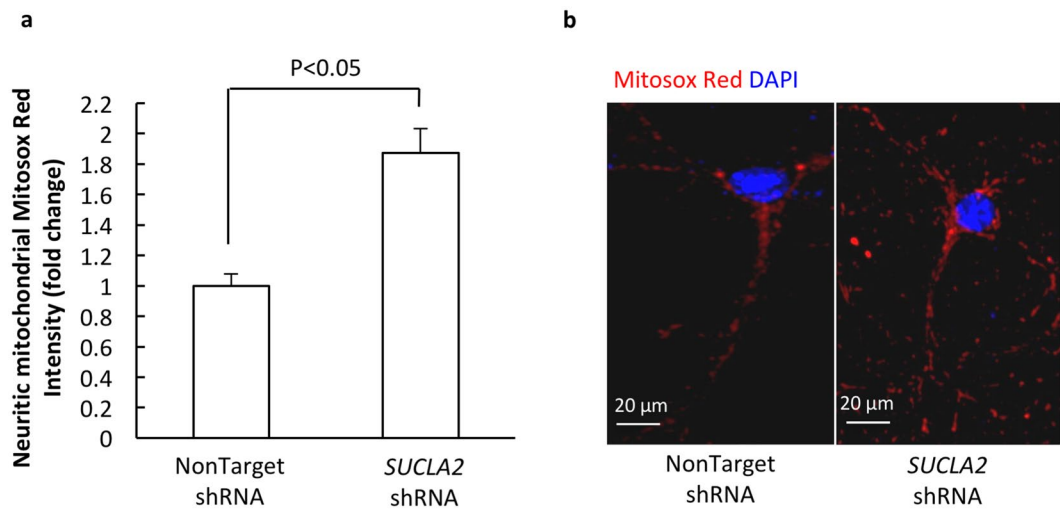 a
P<0.05
Neuritic mitochondrial Mitosox Red
Intensity (fold change)
2.2
2
1.8
1.6
1.4
1.2
1
0.8
0.6
0.4
0.2
0
NonTarget
shRNA
SUCLA2
shRNA
b
Mitosox Red DAPI
20 µm
20 µm
NonTarget
shRNA
SUCLA2
shRNA